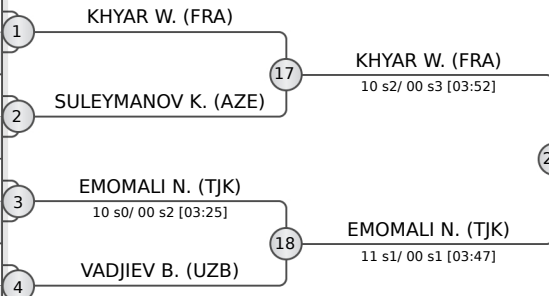 KHYAR W. (FRA)
1
17
KHYAR W. (FRA)
10 s2/ 00 s3 [03:52]
SULEYMANOV K. (AZE)
2
2
EMOMALI N. (TJK)
3
10 s0/ 00 s2 [03:25]
18
EMOMALI N. (TJK)
11 s1/ 00 s1 [03:47]
VADJIEV B. (UZB)
4